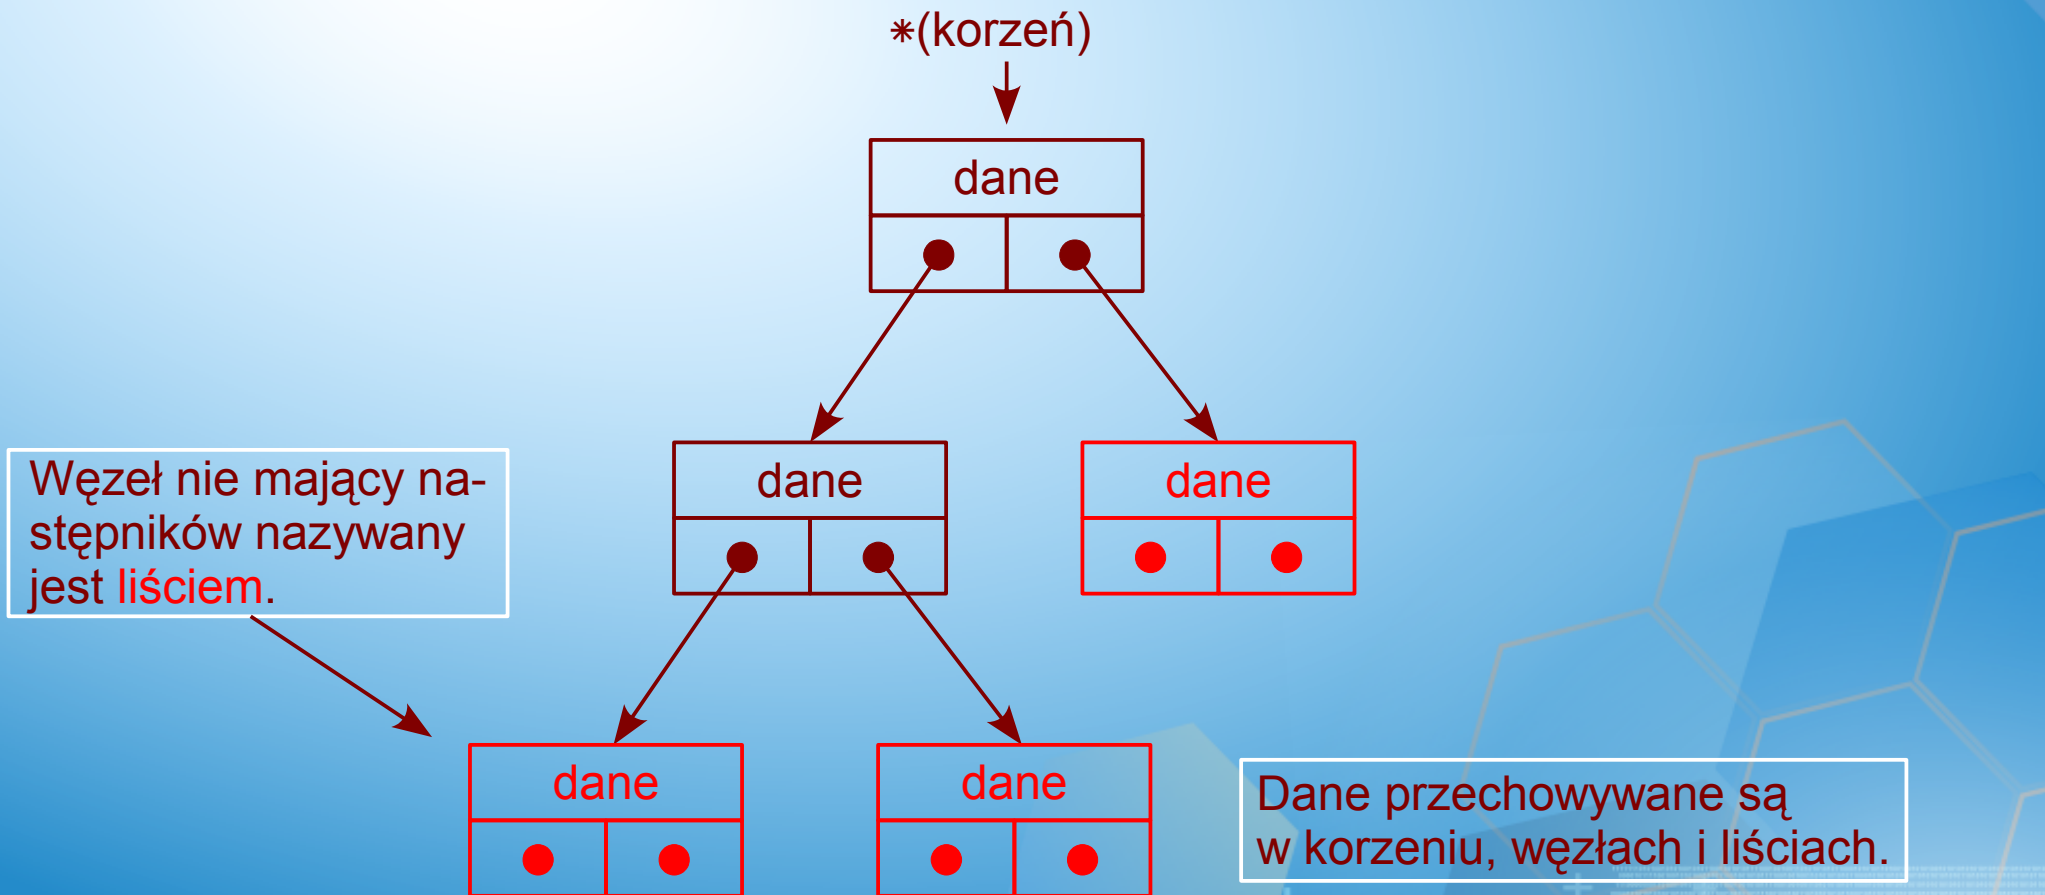 *(korzeń)
dane
dane
dane
Węzeł nie mający na-
stępników nazywany
jest liściem.
dane
dane
Dane przechowywane są
w korzeniu, węzłach i liściach.